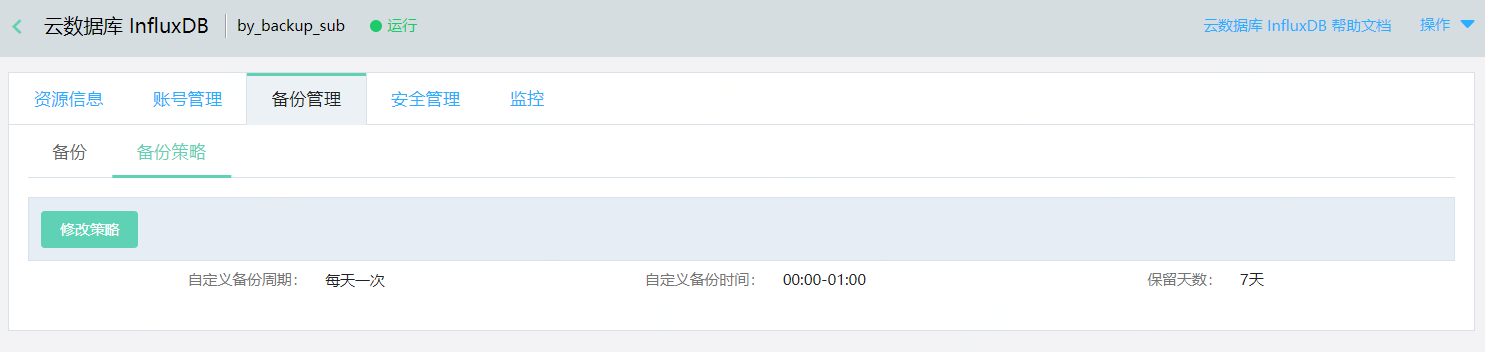 云数据库 InfluxDB by_backup_sub 运行 云数据库 InfluxDB 帮助文档 操作
资源信息 账号管理 备份管理 安全管理 监控
备份 备份策略
修改策略
自定义备份周期: 每天一次 自定义备份时间: 00:00-01:00 保留天数: 7天